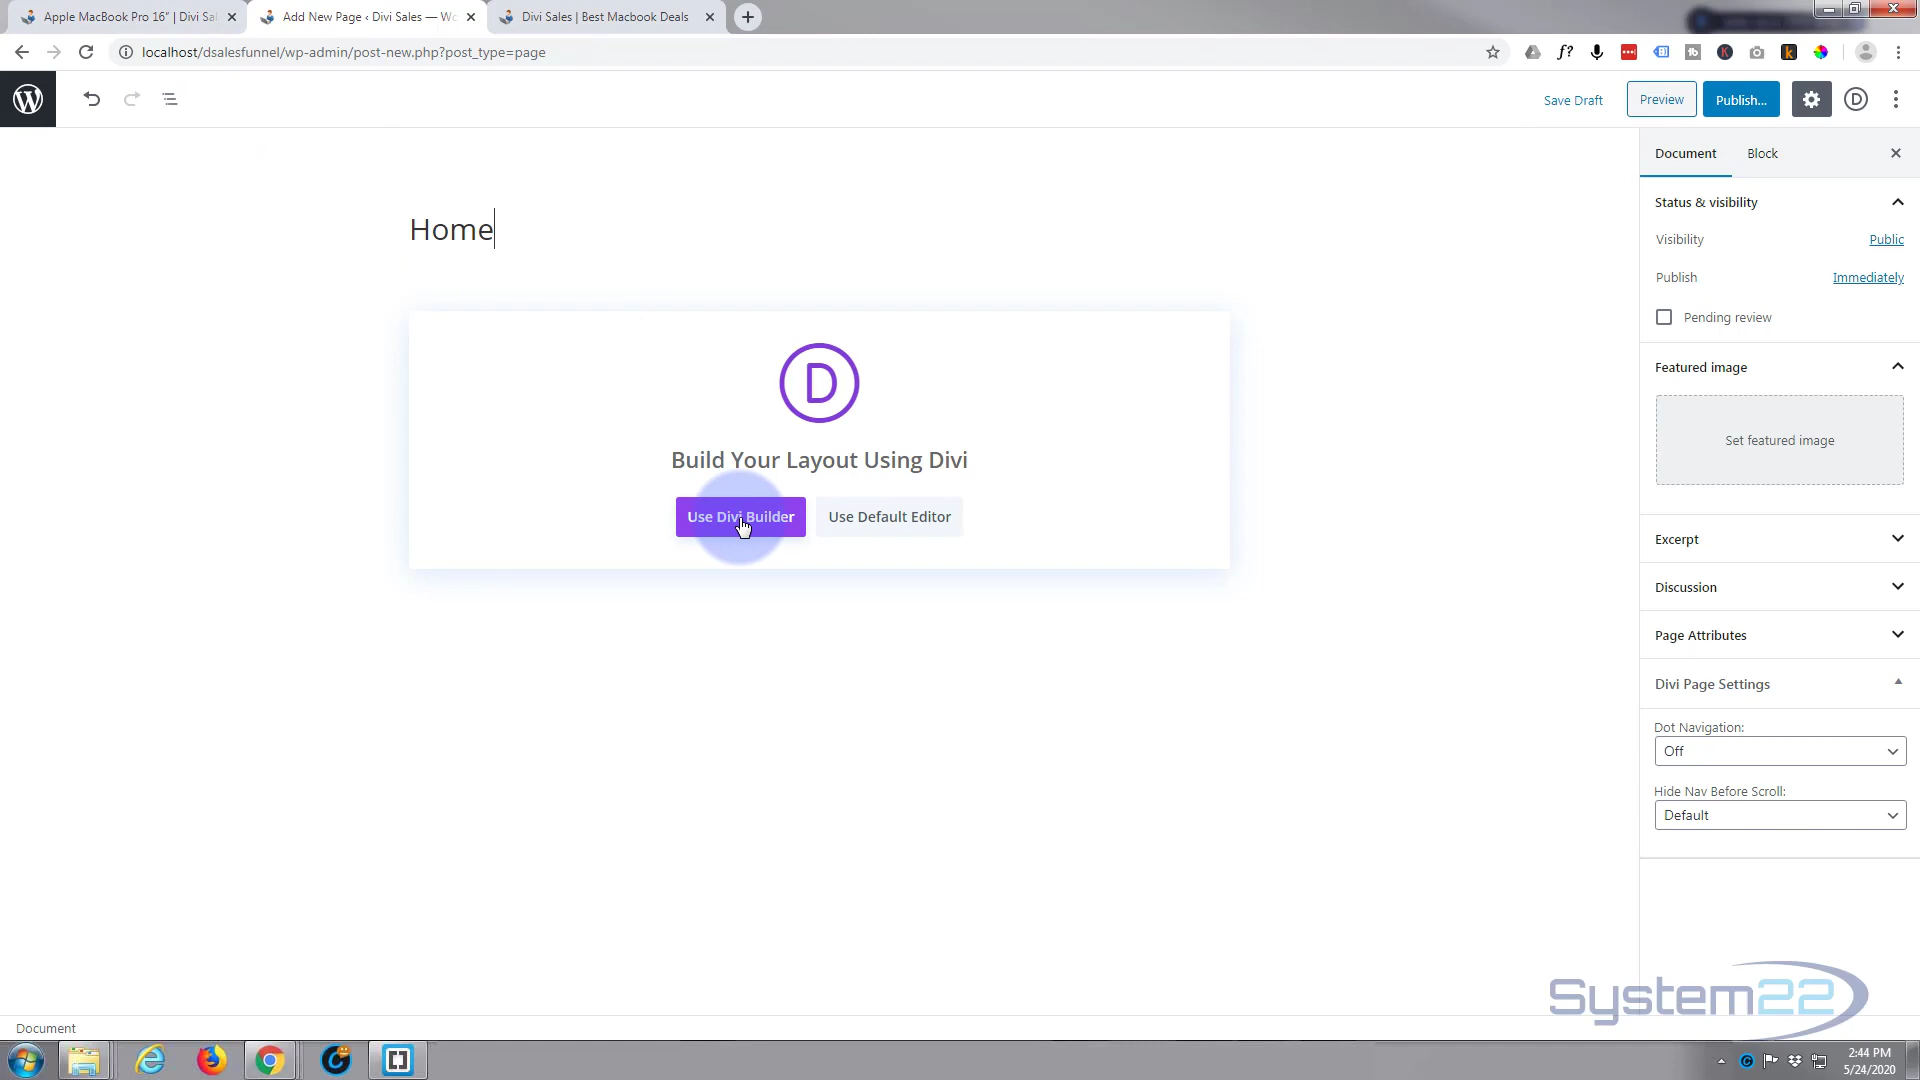 Apple MacBook Pro 16" | Divi Sal
Add New Page ‹ Divi Sales — Wo
Divi Sales | Best Macbook Deals
localhost/dsalesfunnel/wp-admin/post-new.php?post_type=page
Save Draft
Preview
Publish...
Document
Block
Status & visibility
Visibility
Public
Publish
Immediately
Pending review
Featured image
Set featured image
Excerpt
Discussion
Page Attributes
Divi Page Settings
Dot Navigation:
Off
Hide Nav Before Scroll:
Default
Home
D
Build Your Layout Using Divi
Use Divi Builder
Use Default Editor
System22
Document
2:44 PM
5/24/2020